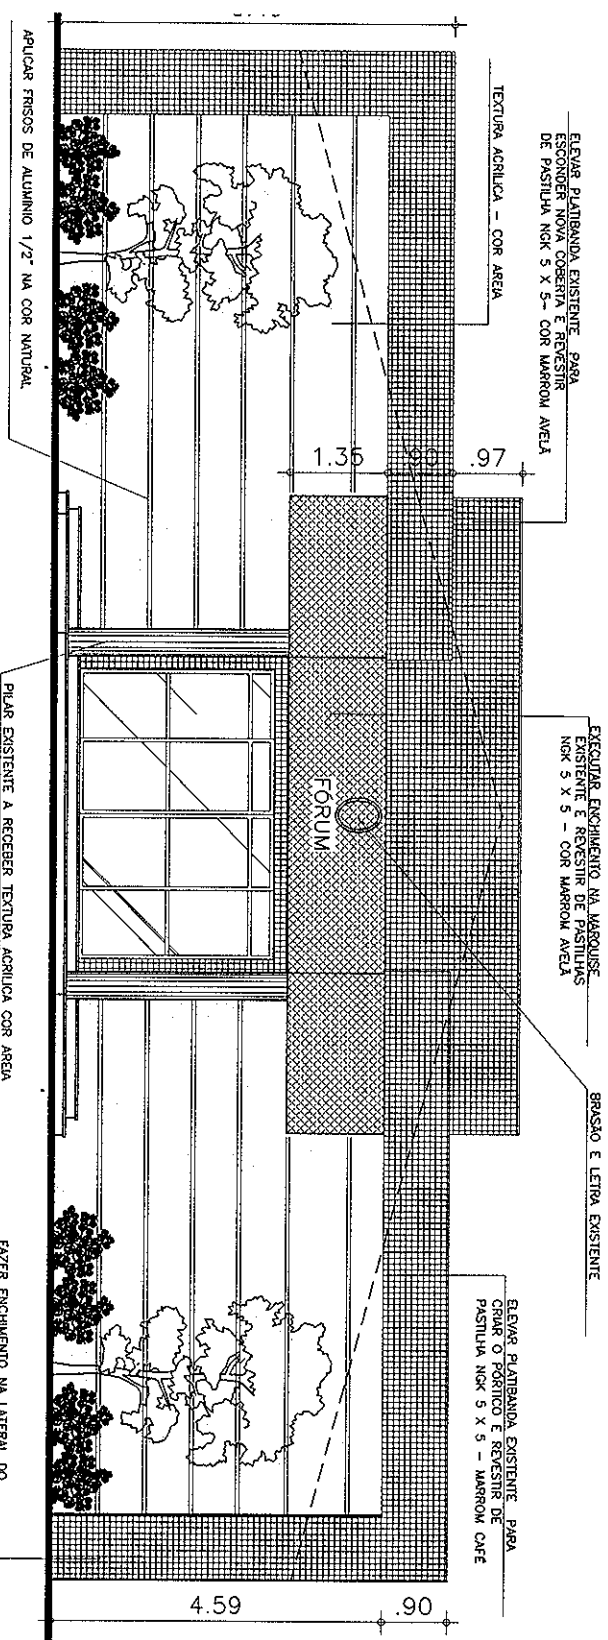 ELEVAR PLATIBANDA EXISTENTE PARA
ESCONDER NOVA COBERTA E REVESTIR
DE PASTILHA NGK 5 X 5- COR MARROM AVELÃ
TEXTURA ACRÍLICA - COR AREIA
APLICAR FRISOS DE ALUMÍNIO 1/2" NA COR NATURAL
1.35
.90
.97
EXECUTAR ENCHIMENTO NA MARQUISE
EXISTENTE E REVESTIR DE PASTILHAS
NGK 5 X 5 - COR MARROM AVELÃ
FÓRUM
PILAR EXISTENTE A RECEBER TEXTURA ACRÍLICA COR AREIA
BRASÃO E LETRA EXISTENTE
ELEVAR PLATIBANDA EXISTENTE PARA
CRIAR O PÓRTICO E REVESTIR DE
PASTILHA NGK 5 X 5 - MARROM CAFÉ
FAZER ENCHIMENTO NA LATERAL DO
4.59
.90